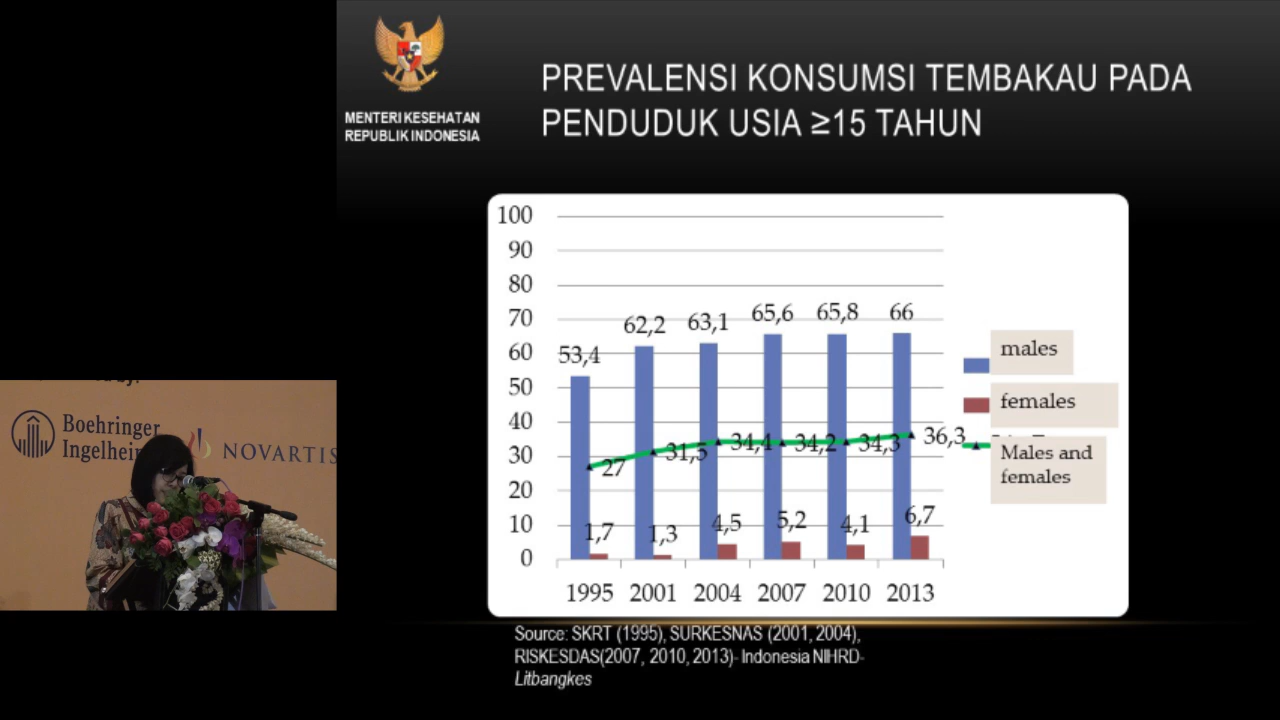 MENTERI KESEHATAN
REPUBLIK INDONESIA
PREVALENSI KONSUMSI TEMBAKAU PADA
PENDUDUK USIA ≥15 TAHUN
100
90
80
70
60
50
40
30
20
10
0
53,4
62,2
63,1
65,6
65,8
66
27
31,5
34,4
34,2
34,3
36,3
1,7
1,3
4,5
5,2
4,1
6,7
1995 2001 2004 2007 2010 2013
males
females
Males and
females
Source: SKRT (1995), SURKESNAS (2001, 2004),
RISKESDAS(2007, 2010, 2013)- Indonesia NIHRD-
Litbangkes
by:
Boehringer
Ingelheim
NOVARTIS